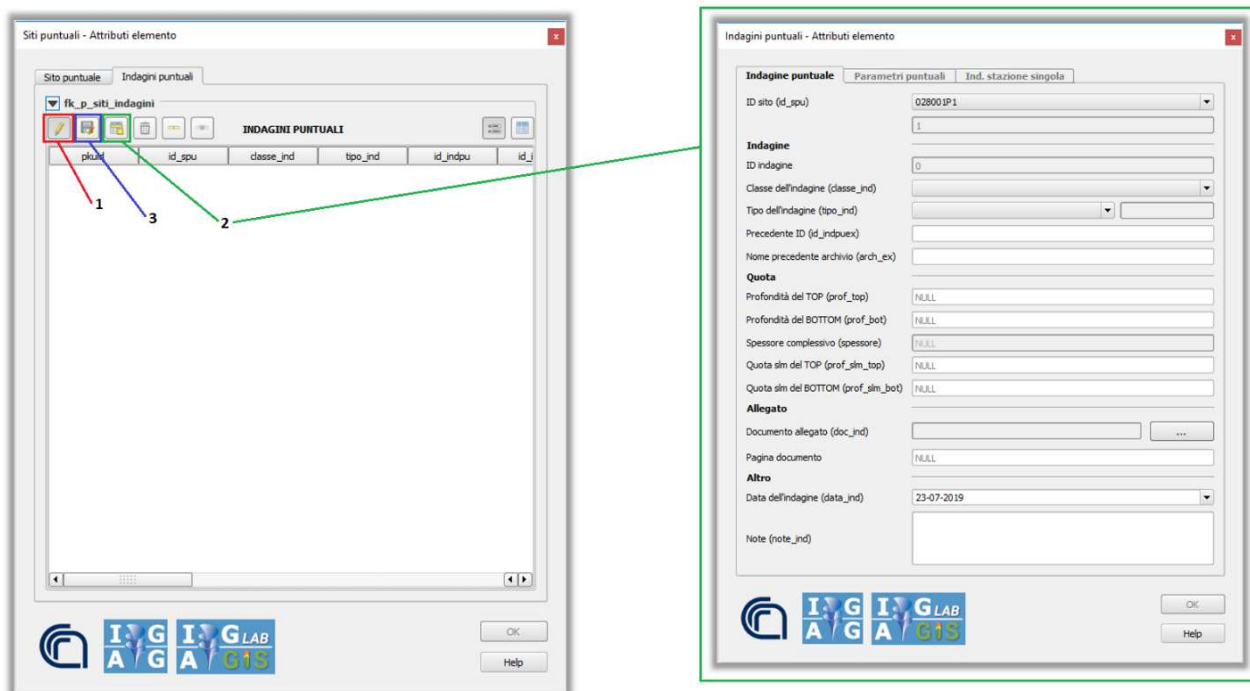 Siti puntuali - Attributi elemento
x
Sito puntuale Indagini puntuali
fk_p_siti_indagini
INDAGINI PUNTUALI
pkuid id_spu classe_ind tipo_ind id_indpu id_i
1
3
2
OK
Help
I G
A G
I G LAB
A GIS
Indagini puntuali - Attributi elemento
x
Indagine puntuale Parametri puntuali Ind. stazione singola
ID sito (id_spu) 028001P1
1
Indagine
ID indagine 0
Classe dell'indagine (classe_ind)
Tipo dell'indagine (tipo_ind)
Precedente ID (id_indpuex)
Nome precedente archivio (arch_ex)
Quota
Profondità del TOP (prof_top) NULL
Profondità del BOTTOM (prof_bot) NULL
Spessore complessivo (spessore) NULL
Quota slm del TOP (prof_slm_top) NULL
Quota slm del BOTTOM (prof_slm_bot) NULL
Allegato
Documento allegato (doc_ind) ...
Pagina documento NULL
Altro
Data dell'indagine (data_ind) 23-07-2019
Note (note_ind)
I G
A G
I G LAB
A GIS
OK
Help